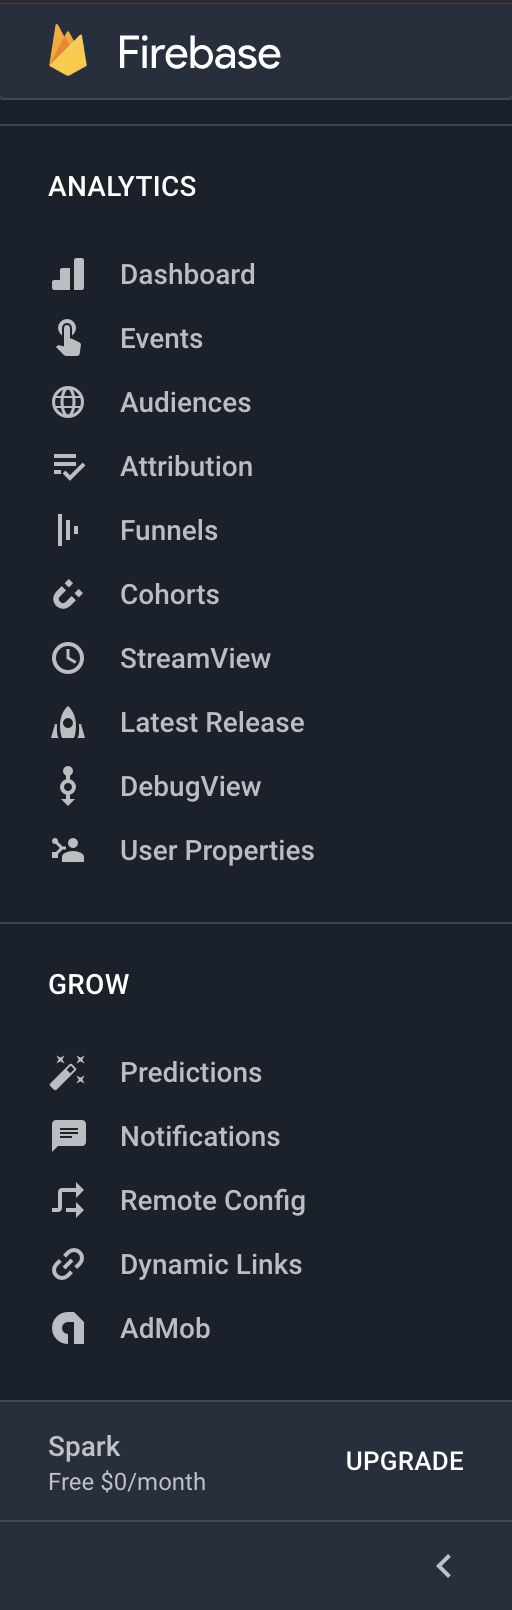 Firebase
ANALYTICS
Dashboard
Events
Audiences
Attribution
Funnels
Cohorts
StreamView
Latest Release
DebugView
User Properties
GROW
Predictions
Notifications
Remote Config
Dynamic Links
AdMob
Spark
Free $0/month
UPGRADE